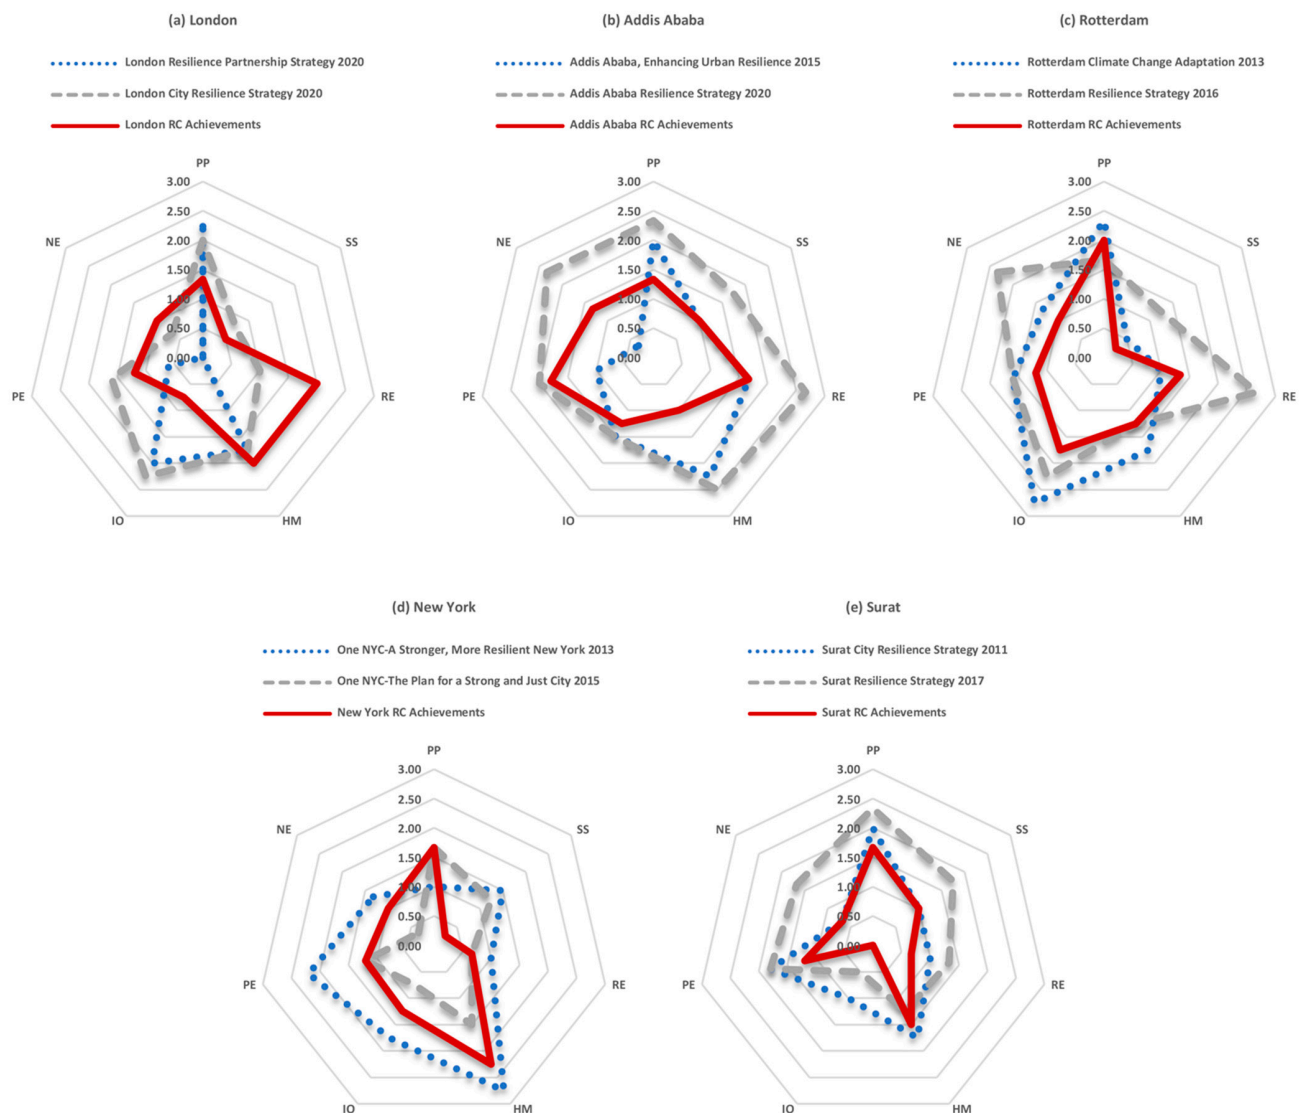 (a) London
London Resilience Partnership Strategy 2020
London City Resilience Strategy 2020
London RC Achievements
PP
3.00
2.50
2.00
1.50
1.00
0.50
0.00
SS
RE
HM
IO
PE
NE
(b) Addis Ababa
Addis Ababa, Enhancing Urban Resilience 2015
Addis Ababa Resilience Strategy 2020
Addis Ababa RC Achievements
PP
3.00
2.50
2.00
1.50
1.00
0.50
0.00
SS
RE
HM
IO
PE
NE
(c) Rotterdam
Rotterdam Climate Change Adaptation 2013
Rotterdam Resilience Strategy 2016
Rotterdam RC Achievements
PP
3.00
2.50
2.00
1.50
1.00
0.50
0.00
SS
RE
HM
IO
PE
NE
(d) New York
One NYC-A Stronger, More Resilient New York 2013
One NYC-The Plan for a Strong and Just City 2015
New York RC Achievements
PP
3.00
2.50
2.00
1.50
1.00
0.50
0.00
SS
RE
HM
IO
PE
NE
(e) Surat
Surat City Resilience Strategy 2011
Surat Resilience Strategy 2017
Surat RC Achievements
PP
3.00
2.50
2.00
1.50
1.00
0.50
0.00
SS
RE
HM
IO
PE
NE